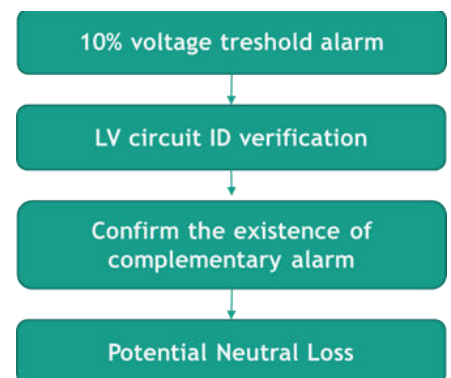 10% voltage treshold alarm
LV circuit ID verification
Confirm the existence of
complementary alarm
Potential Neutral Loss